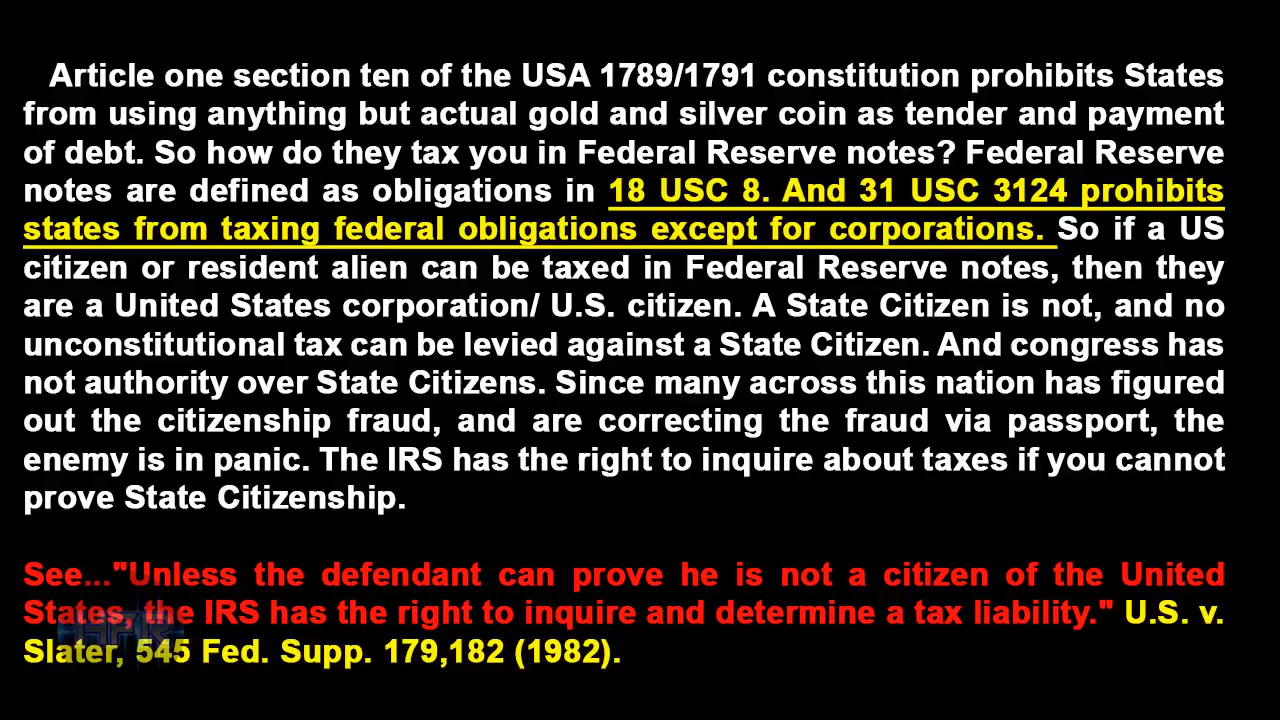 Article one section ten of the USA 1789/1791 constitution prohibits States
from using anything but actual gold and silver coin as tender and payment
of debt. So how do they tax you in Federal Reserve notes? Federal Reserve
notes are defined as obligations in 18 USC 8. And 31 USC 3124 prohibits
states from taxing federal obligations except for corporations. So if a US
citizen or resident alien can be taxed in Federal Reserve notes, then they
are a United States corporation/ U.S. citizen. A State Citizen is not, and no
unconstitutional tax can be levied against a State Citizen. And congress has
not authority over State Citizens. Since many across this nation has figured
out the citizenship fraud, and are correcting the fraud via passport, the
enemy is in panic. The IRS has the right to inquire about taxes if you cannot
prove State Citizenship.
See..."Unless the defendant can prove he is not a citizen of the United
States, the IRS has the right to inquire and determine a tax liability." U.S. v.
Slater, 545 Fed. Supp. 179,182 (1982).